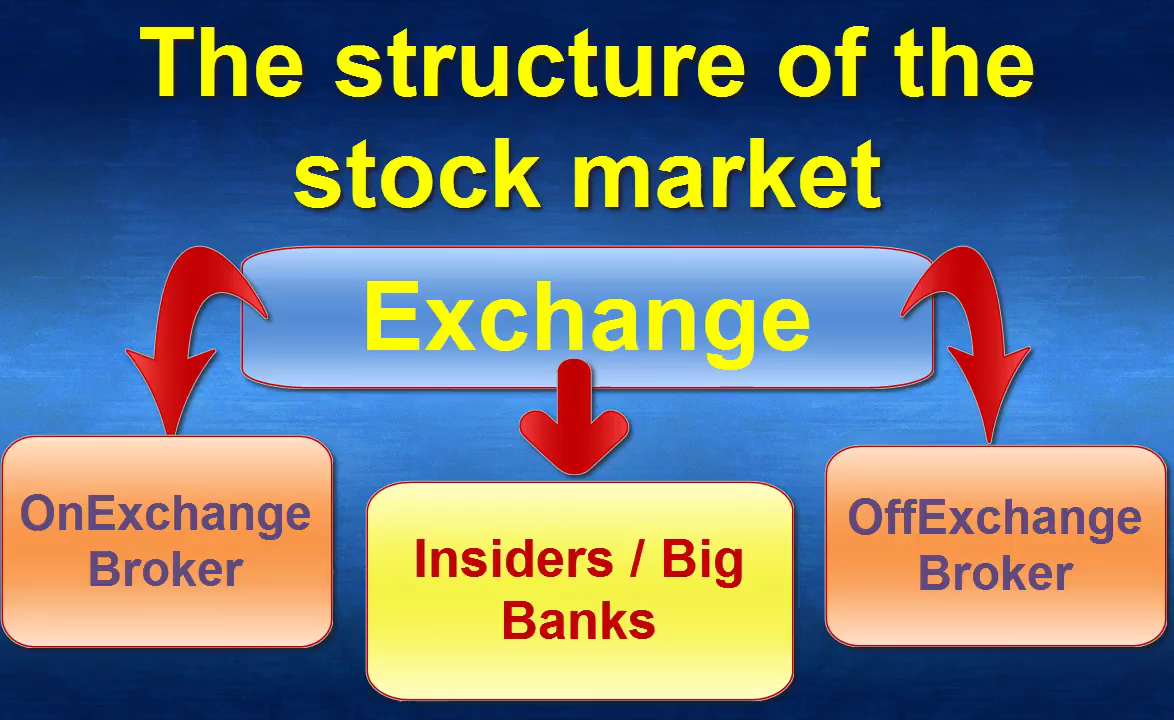 The structure of the
stock market
Exchange
OnExchange
Broker
Insiders / Big
Banks
OffExchange
Broker